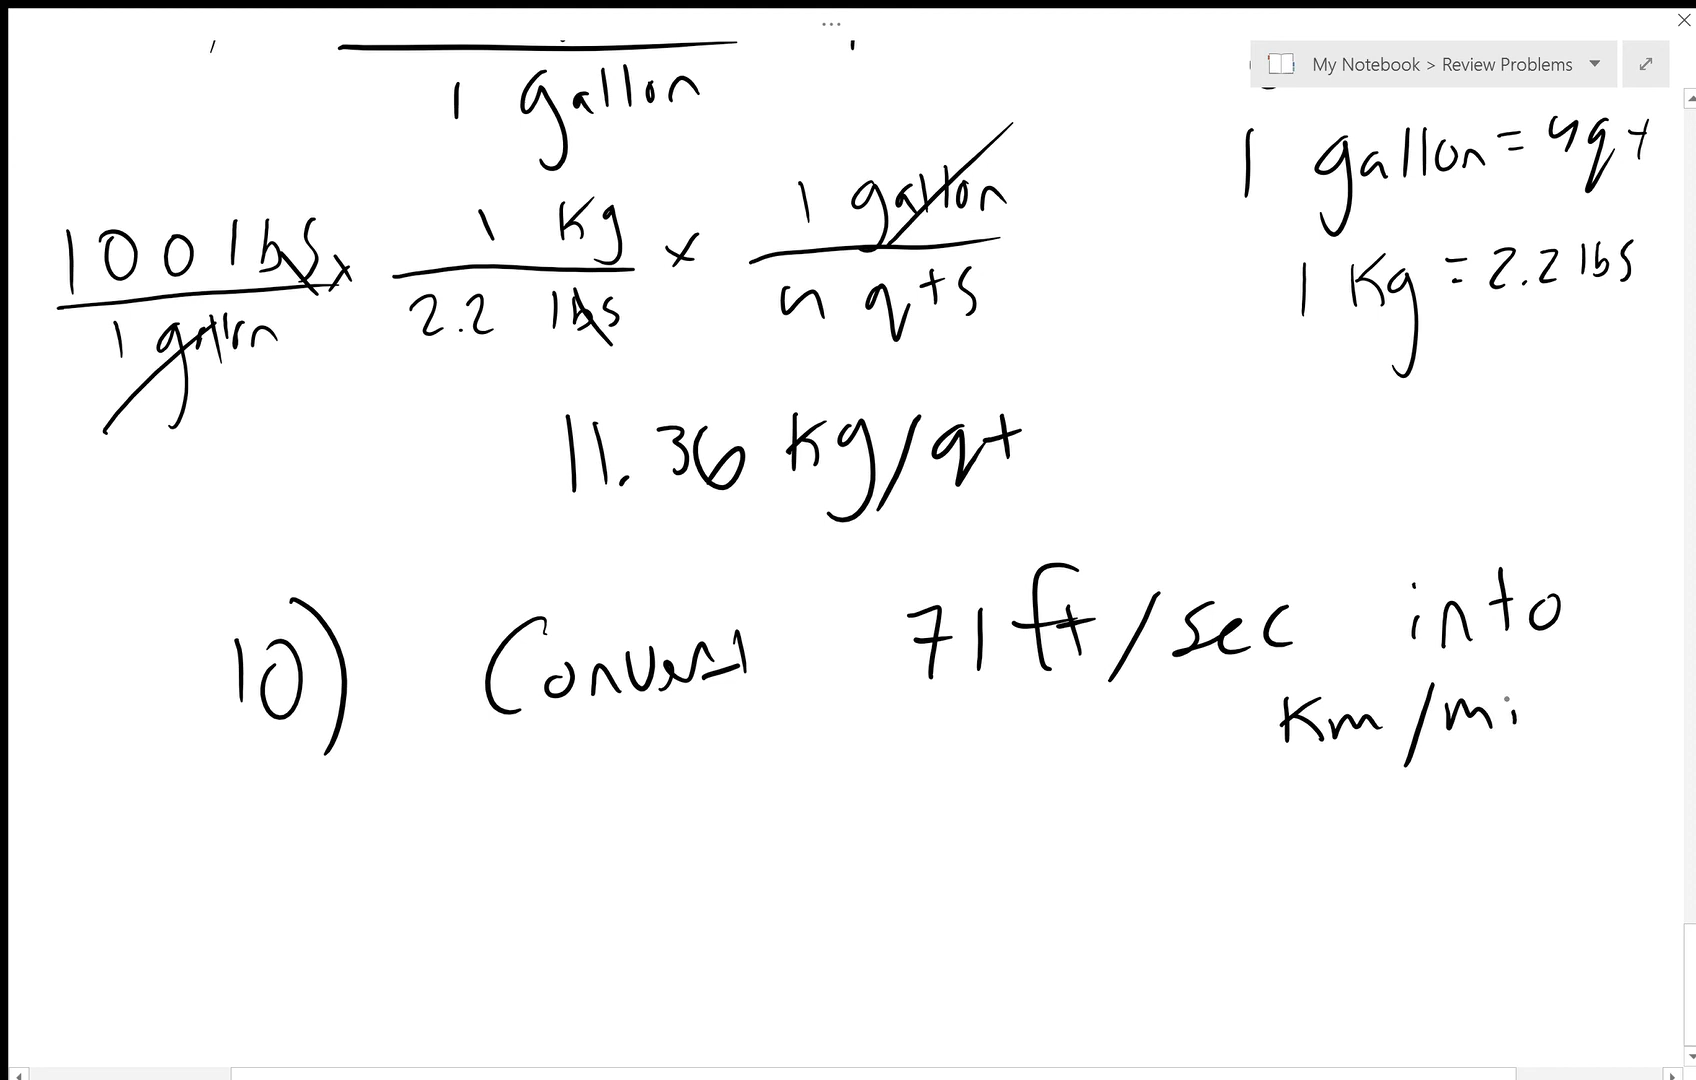 My Notebook > Review Problems
1 gallon
1 gallon = 4qt
100 lbs x 1 Kg x 1 gallon
1 gallon 2.2 lbs 4 qts
1 Kg = 2.2 lbs
11.36 kg/qt
10) Convert 71 ft/sec into
Km/mi